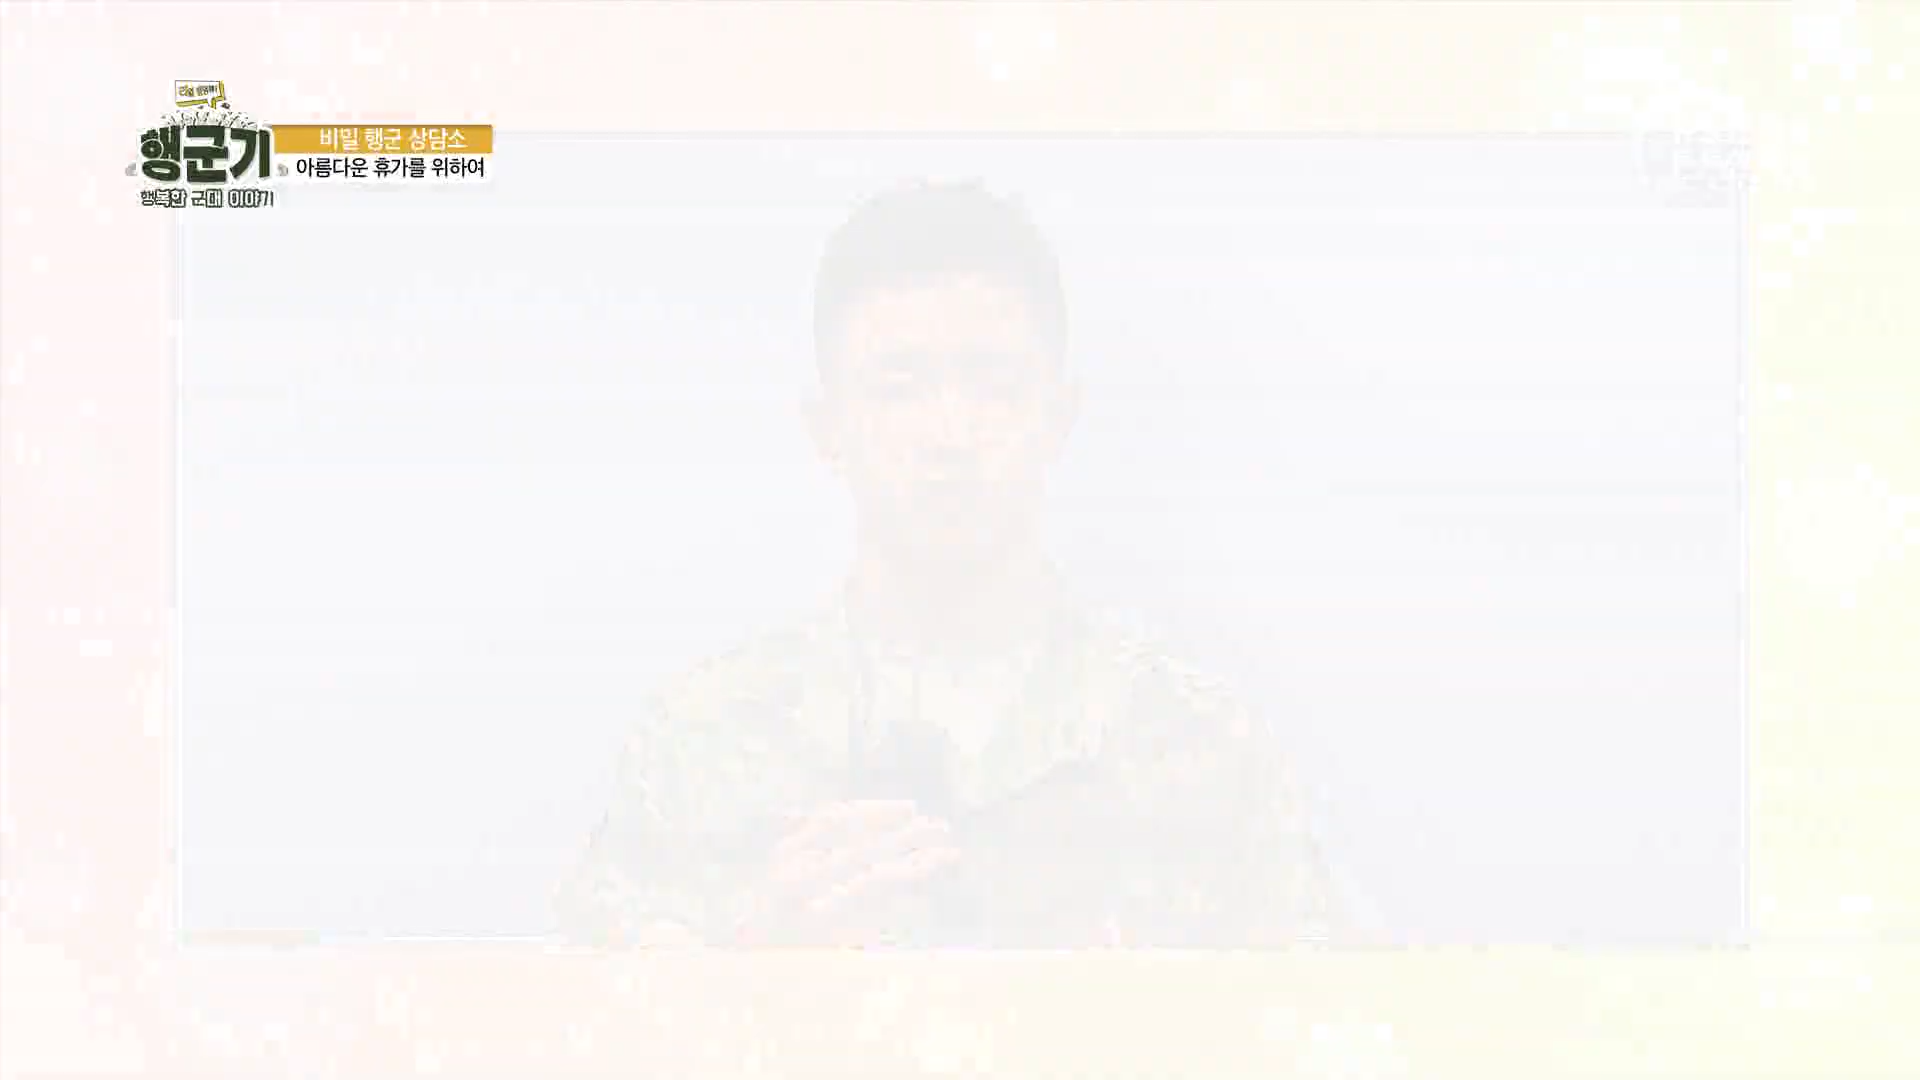 행군기
행복한 군대 이야기
비밀 행군 상담소
아름다운 휴가를 위하여